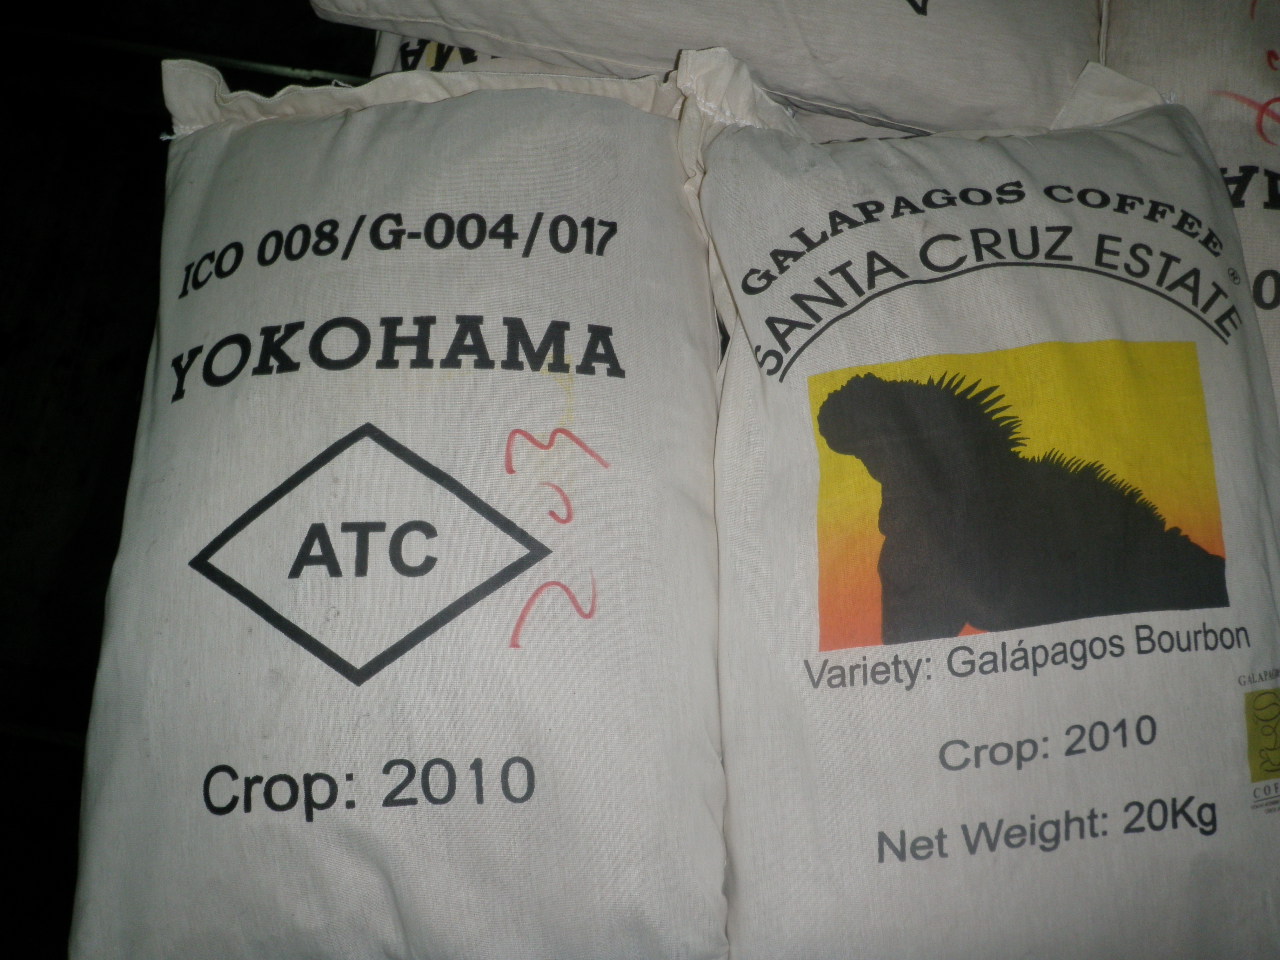 ICO 008/G-004/017
YOKOHAMA
ATC
203
Crop: 2010
GALAPAGOS COFFEE ®
SANTA CRUZ ESTATE
Variety: Galápagos Bourbon
Crop: 2010
Net Weight: 20Kg